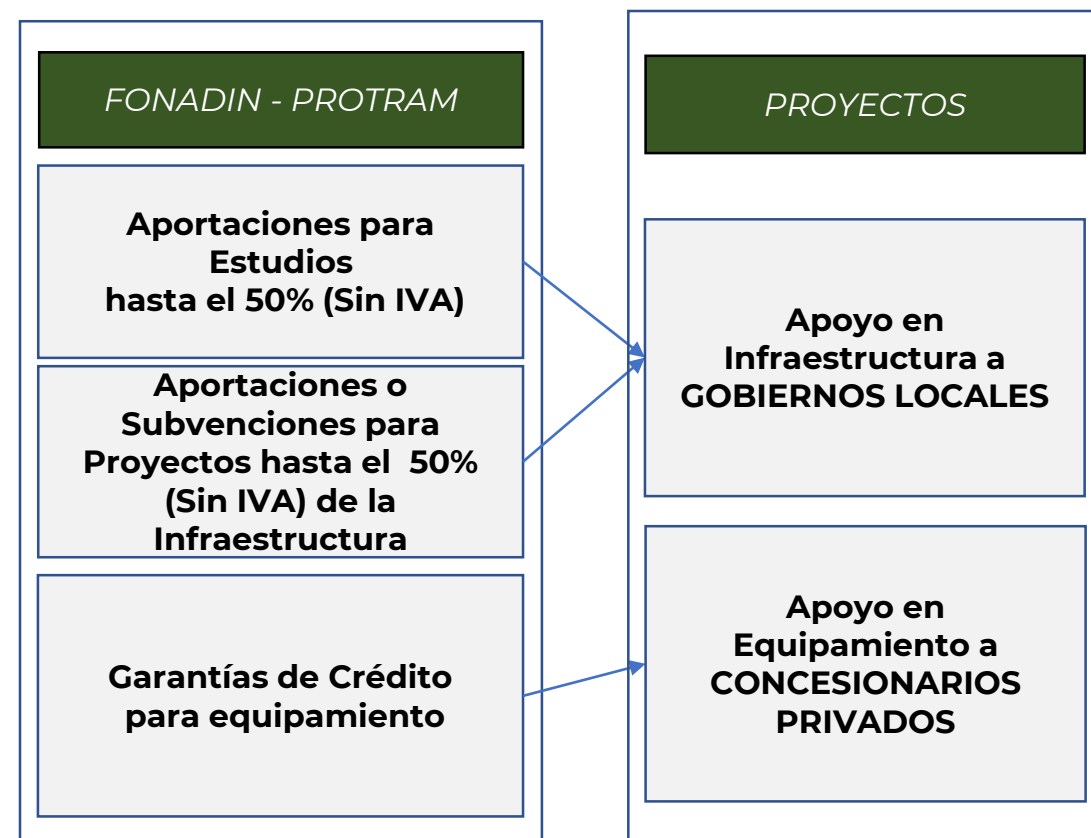 FONADIN - PROTRAM
Aportaciones para
Estudios
hasta el 50% (Sin IVA)
Aportaciones o
Subvenciones para
Proyectos hasta el  50%
(Sin IVA) de la
Infraestructura
Garantías de Crédito
para equipamiento
PROYECTOS
Apoyo en
Infraestructura a
GOBIERNOS LOCALES
Apoyo en
Equipamiento a
CONCESIONARIOS
PRIVADOS